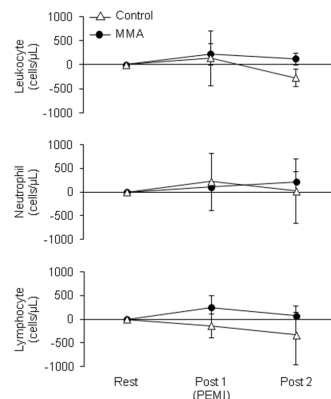 Control
MMA
Leukocyte
(cells/µL)
1000
500
0
-500
-1000
Neutrophil
(cells/µL)
1000
500
0
-500
-1000
Lymphocyte
(cells/µL)
1000
500
0
-500
-1000
Rest
Post 1
Post 2
(PEMI)